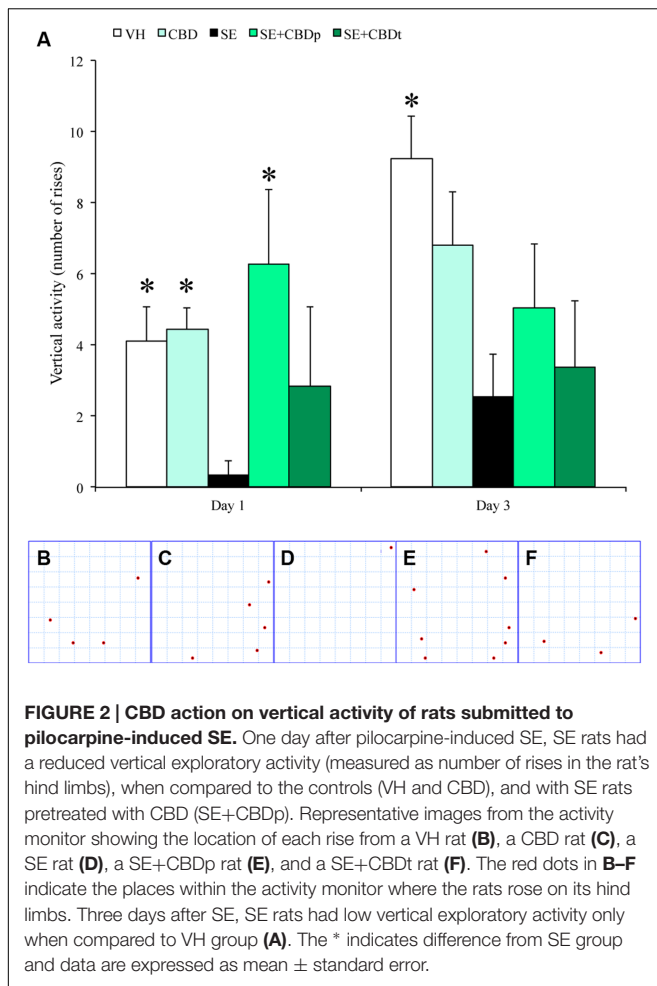 A
VH CBD SE SE+CBDp SE+CBDt
Vertical activity (number of rises)
12
10
8
6
4
2
0
* * * *
Day 1 Day 3
B C D E F
FIGURE 2 | CBD action on vertical activity of rats submitted to
pilocarpine-induced SE. One day after pilocarpine-induced SE, SE rats had
a reduced vertical exploratory activity (measured as number of rises in the rat's
hind limbs), when compared to the controls (VH and CBD), and with SE rats
pretreated with CBD (SE+CBDp). Representative images from the activity
monitor showing the location of each rise from a VH rat (B), a CBD rat (C), a
SE rat (D), a SE+CBDp rat (E), and a SE+CBDt rat (F). The red dots in B–F
indicate the places within the activity monitor where the rats rose on its hind
limbs. Three days after SE, SE rats had low vertical exploratory activity only
when compared to VH group (A). The * indicates difference from SE group
and data are expressed as mean ± standard error.